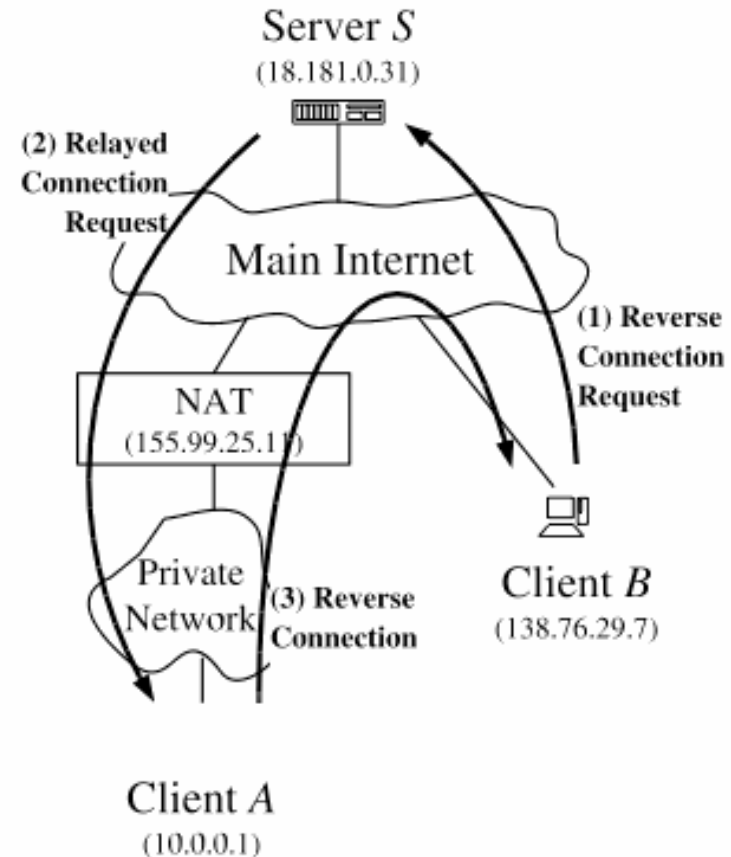 Server S
(18.181.0.31)
(2) Relayed
Connection
Request
Main Internet
(1) Reverse
Connection
Request
NAT
(155.99.25.11)
Private
Network
(3) Reverse
Connection
Client B
(138.76.29.7)
Client A
(10.0.0.1)